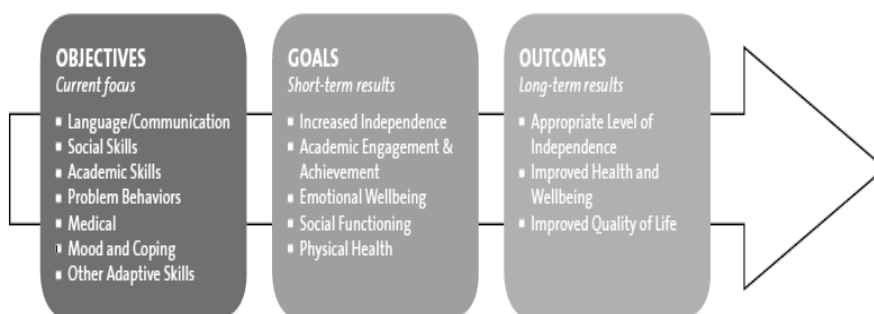 OBJECTIVES
Current focus
▪ Language/Communication
▪ Social Skills
▪ Academic Skills
▪ Problem Behaviors
▪ Medical
▪ Mood and Coping
▪ Other Adaptive Skills
GOALS
Short-term results
▪ Increased Independence
▪ Academic Engagement &
Achievement
▪ Emotional Wellbeing
▪ Social Functioning
▪ Physical Health
OUTCOMES
Long-term results
▪ Appropriate Level of
Independence
▪ Improved Health and
Wellbeing
▪ Improved Quality of Life